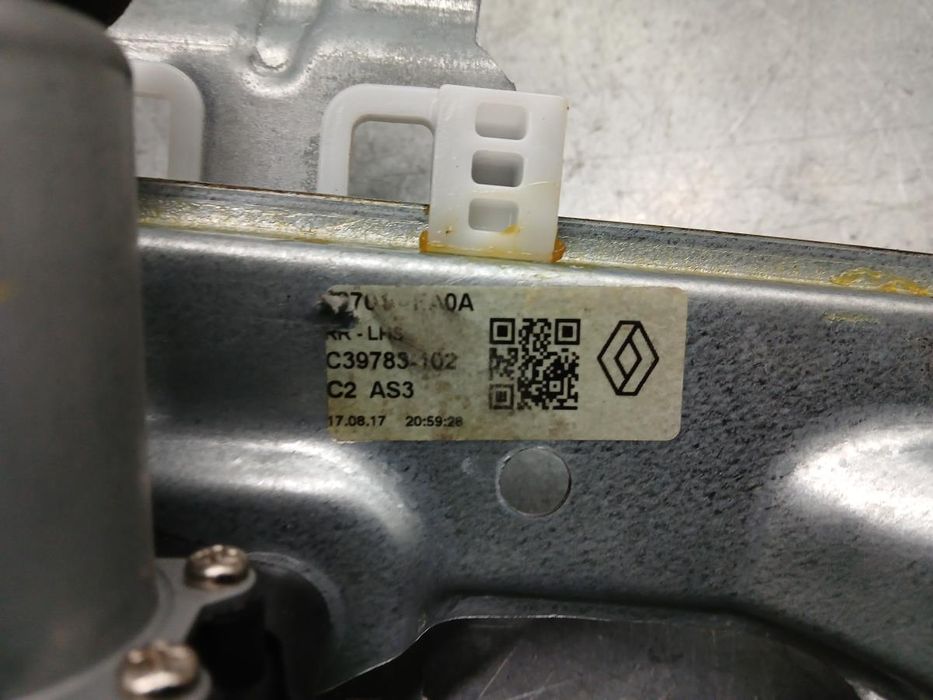 RR - LHS
C39783-102
C2 AS3
17.08.17 20:59:28